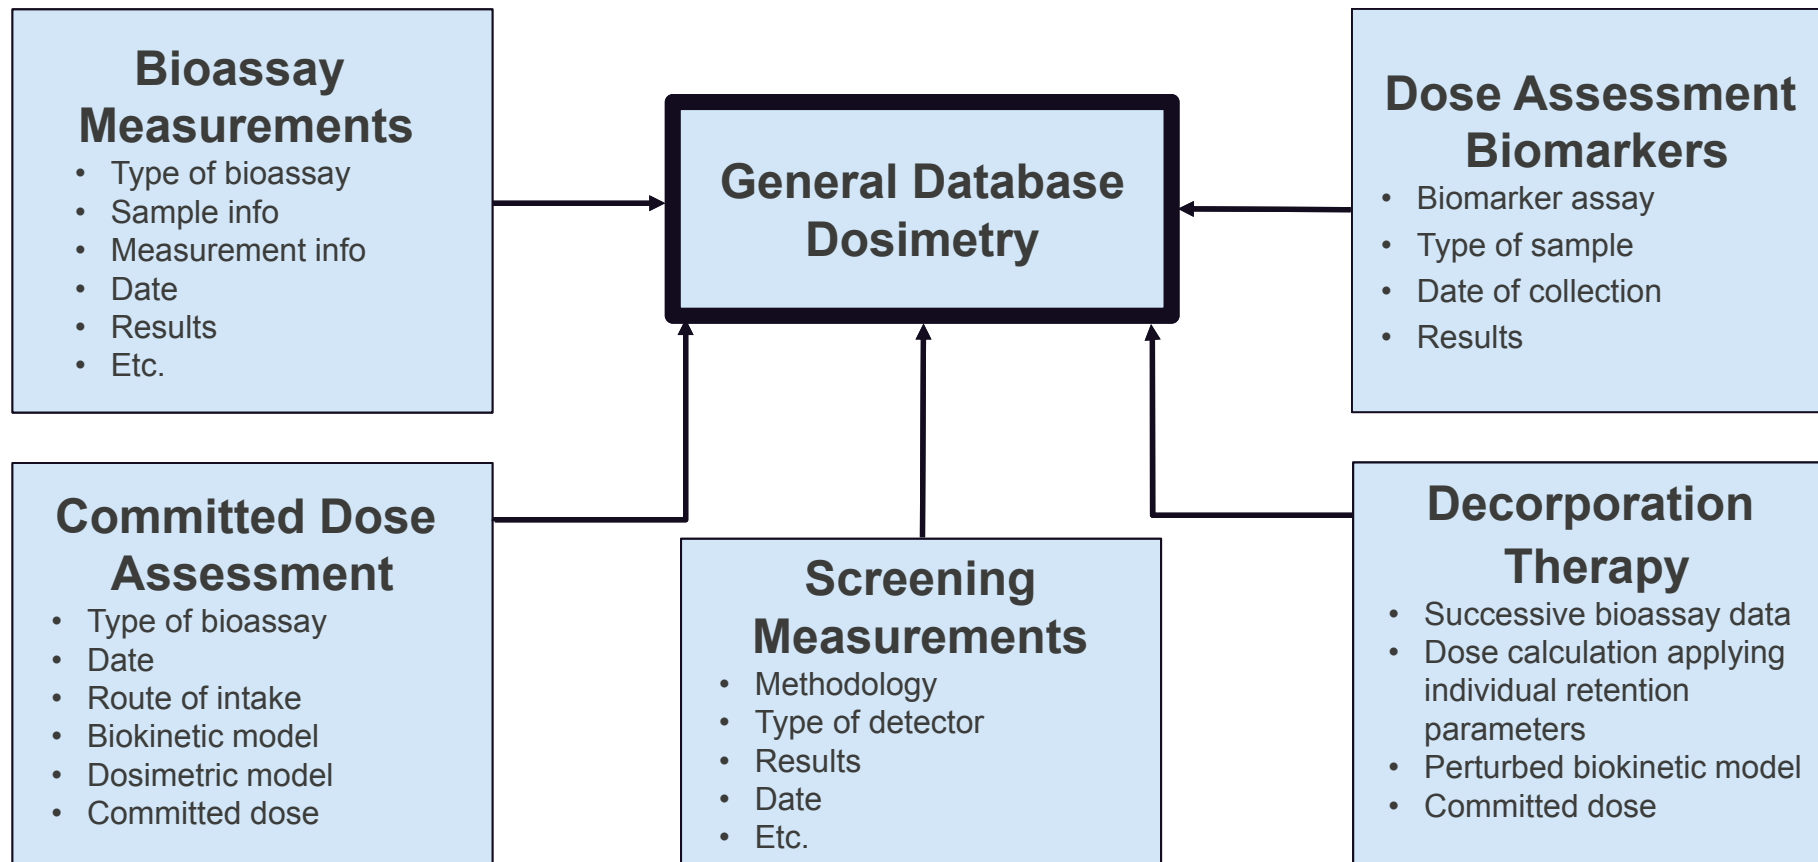 Bioassay
Measurements
• Type of bioassay
• Sample info
• Measurement info
• Date
• Results
• Etc.
General Database
Dosimetry
Dose Assessment
Biomarkers
• Biomarker assay
• Type of sample
• Date of collection
• Results
Committed Dose
Assessment
• Type of bioassay
• Date
• Route of intake
• Biokinetic model
• Dosimetric model
• Committed dose
Screening
Measurements
• Methodology
• Type of detector
• Results
• Date
• Etc.
Decorporation
Therapy
• Successive bioassay data
• Dose calculation applying
individual retention
parameters
• Perturbed biokinetic model
• Committed dose